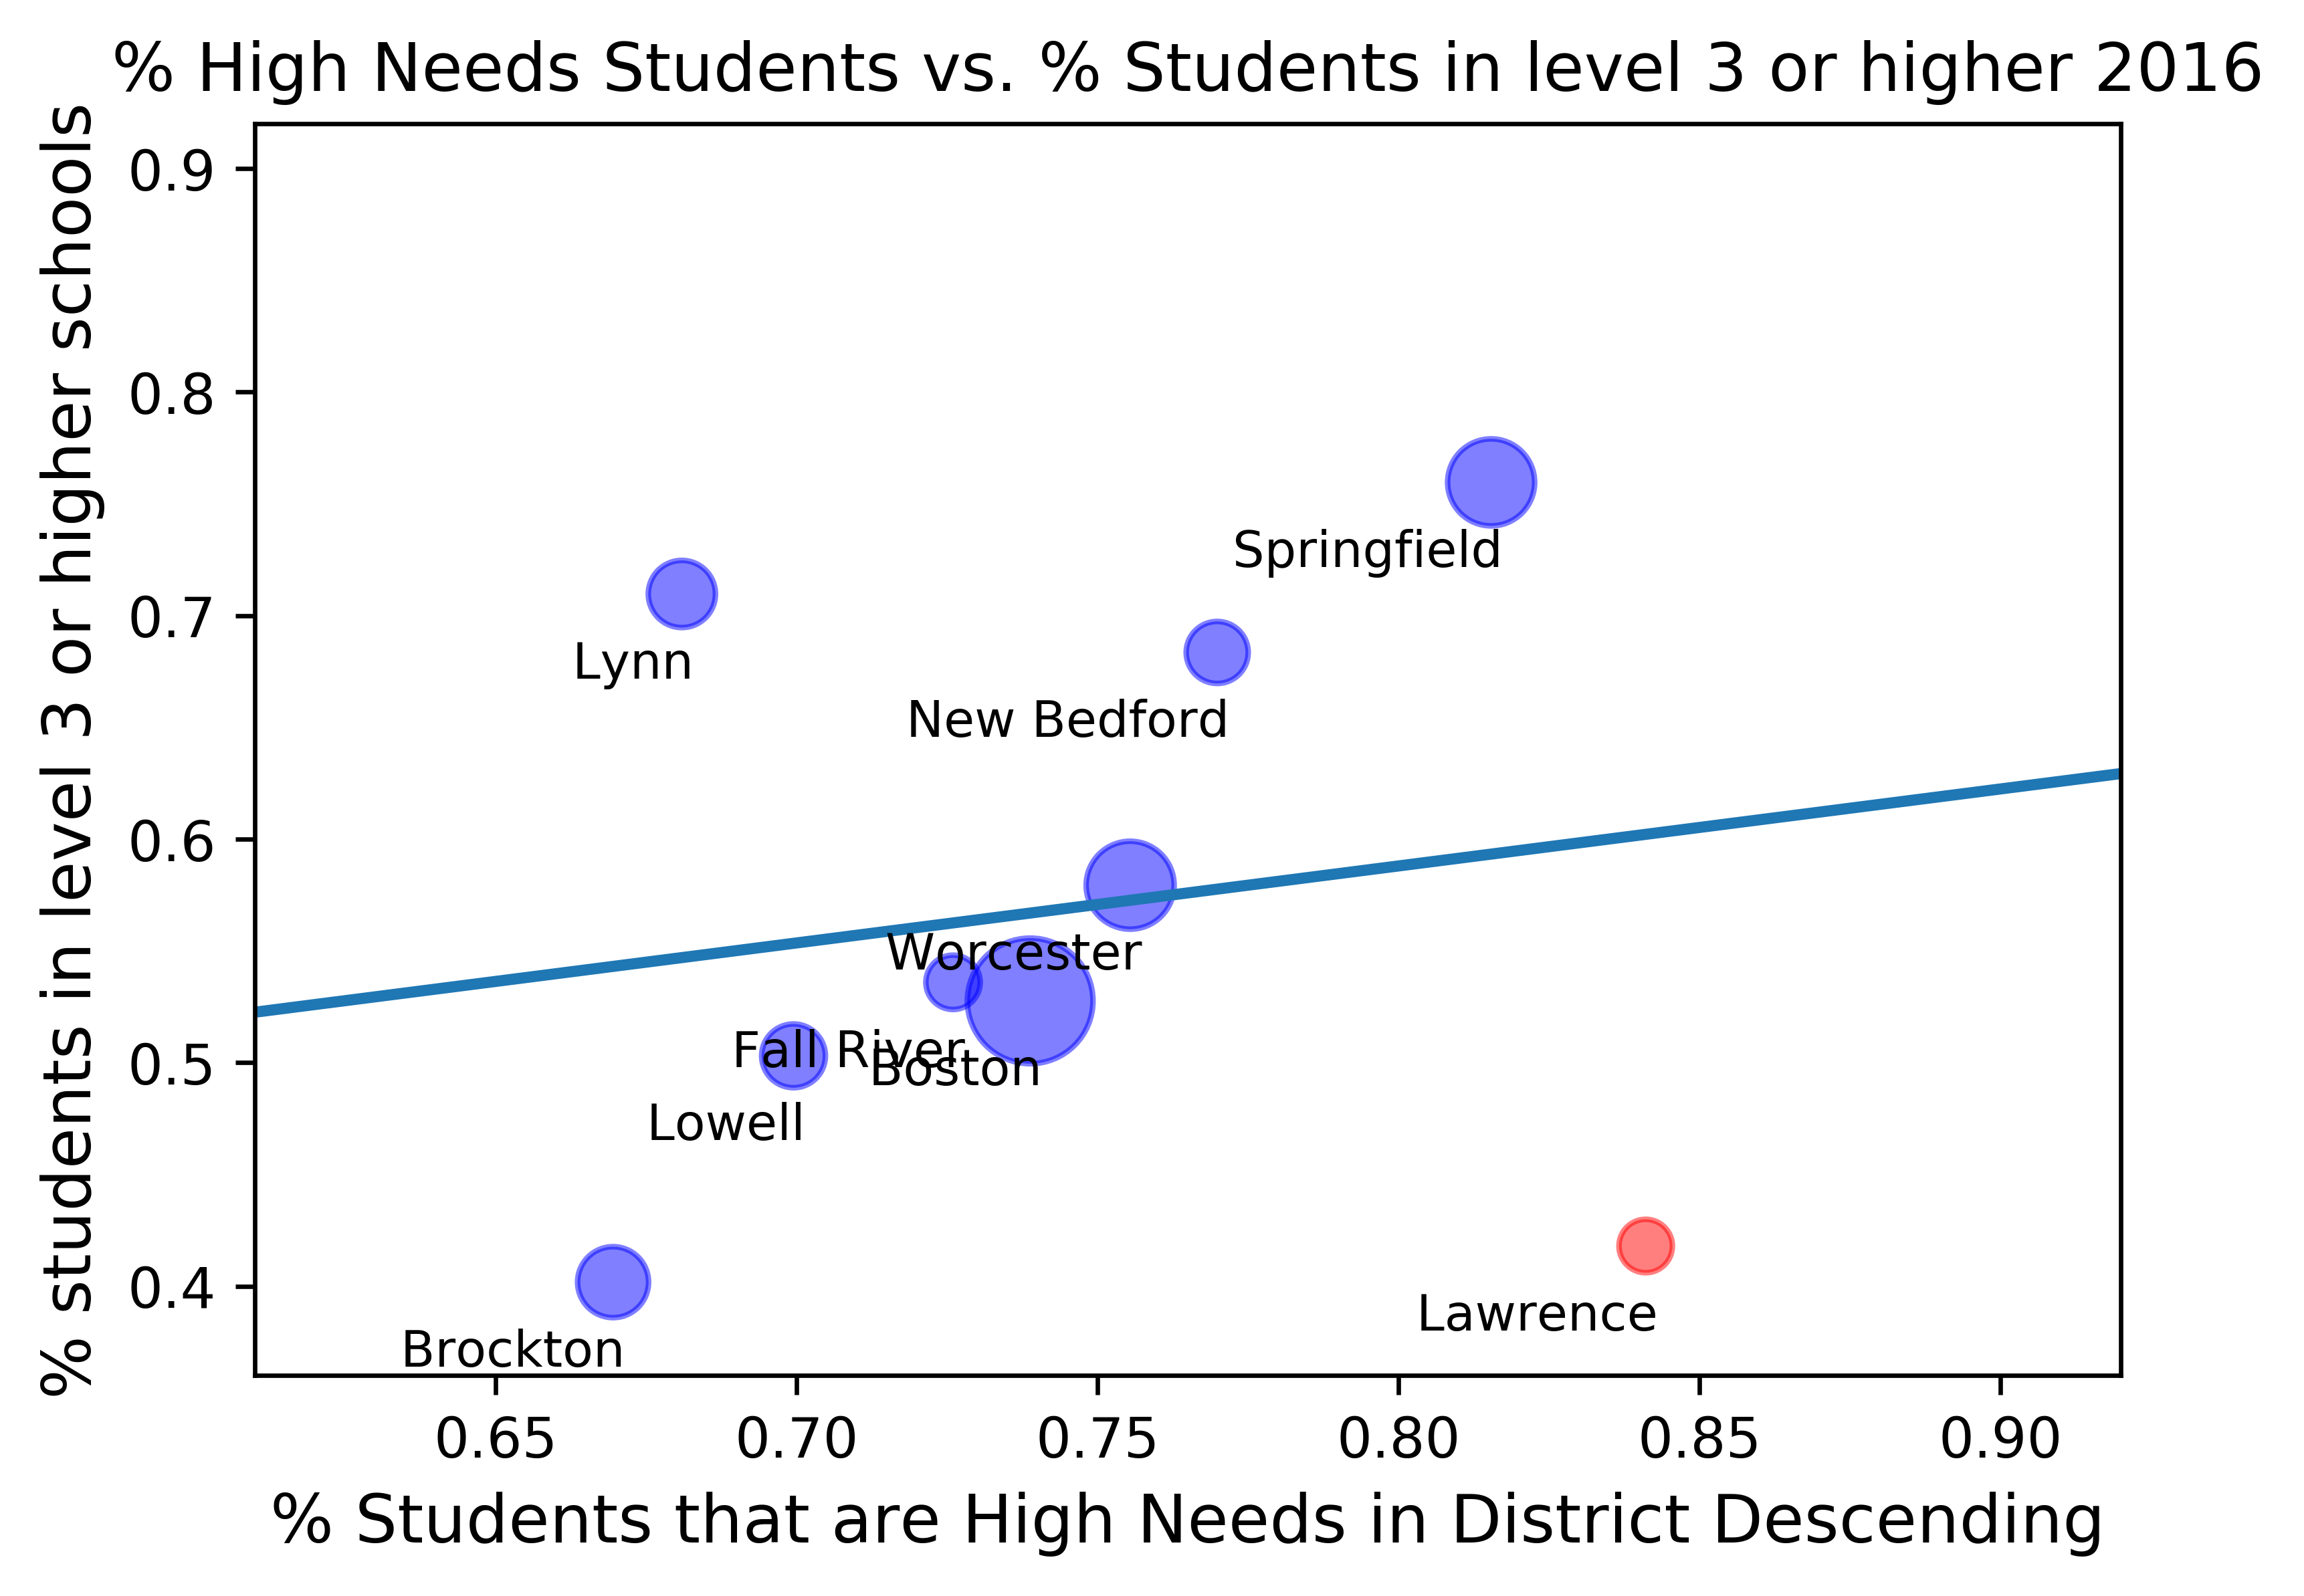 % High Needs Students vs. % Students in level 3 or higher 2016
% students in level 3 or higher schools
0.9
0.8
0.7
0.6
0.5
0.4
Springfield
Lynn
New Bedford
Worcester
Fall River
Boston
Lowell
Lawrence
Brockton
0.65 0.70 0.75 0.80 0.85 0.90
% Students that are High Needs in District Descending